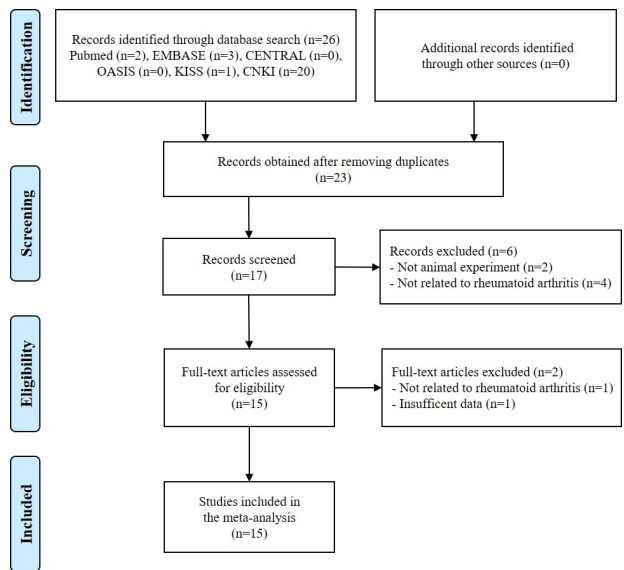 Identification
Records identified through database search (n=26)
Pubmed (n=2), EMBASE (n=3), CENTRAL (n=0),
OASIS (n=0), KISS (n=1), CNKI (n=20)
Additional records identified
through other sources (n=0)
Records obtained after removing duplicates
(n=23)
Screening
Records screened
(n=17)
Records excluded (n=6)
- Not animal experiment (n=2)
- Not related to rheumatoid arthritis (n=4)
Eligibility
Full-text articles assessed
for eligibility
(n=15)
Full-text articles excluded (n=2)
- Not related to rheumatoid arthritis (n=1)
- Insufficent data (n=1)
Included
Studies included in
the meta-analysis
(n=15)